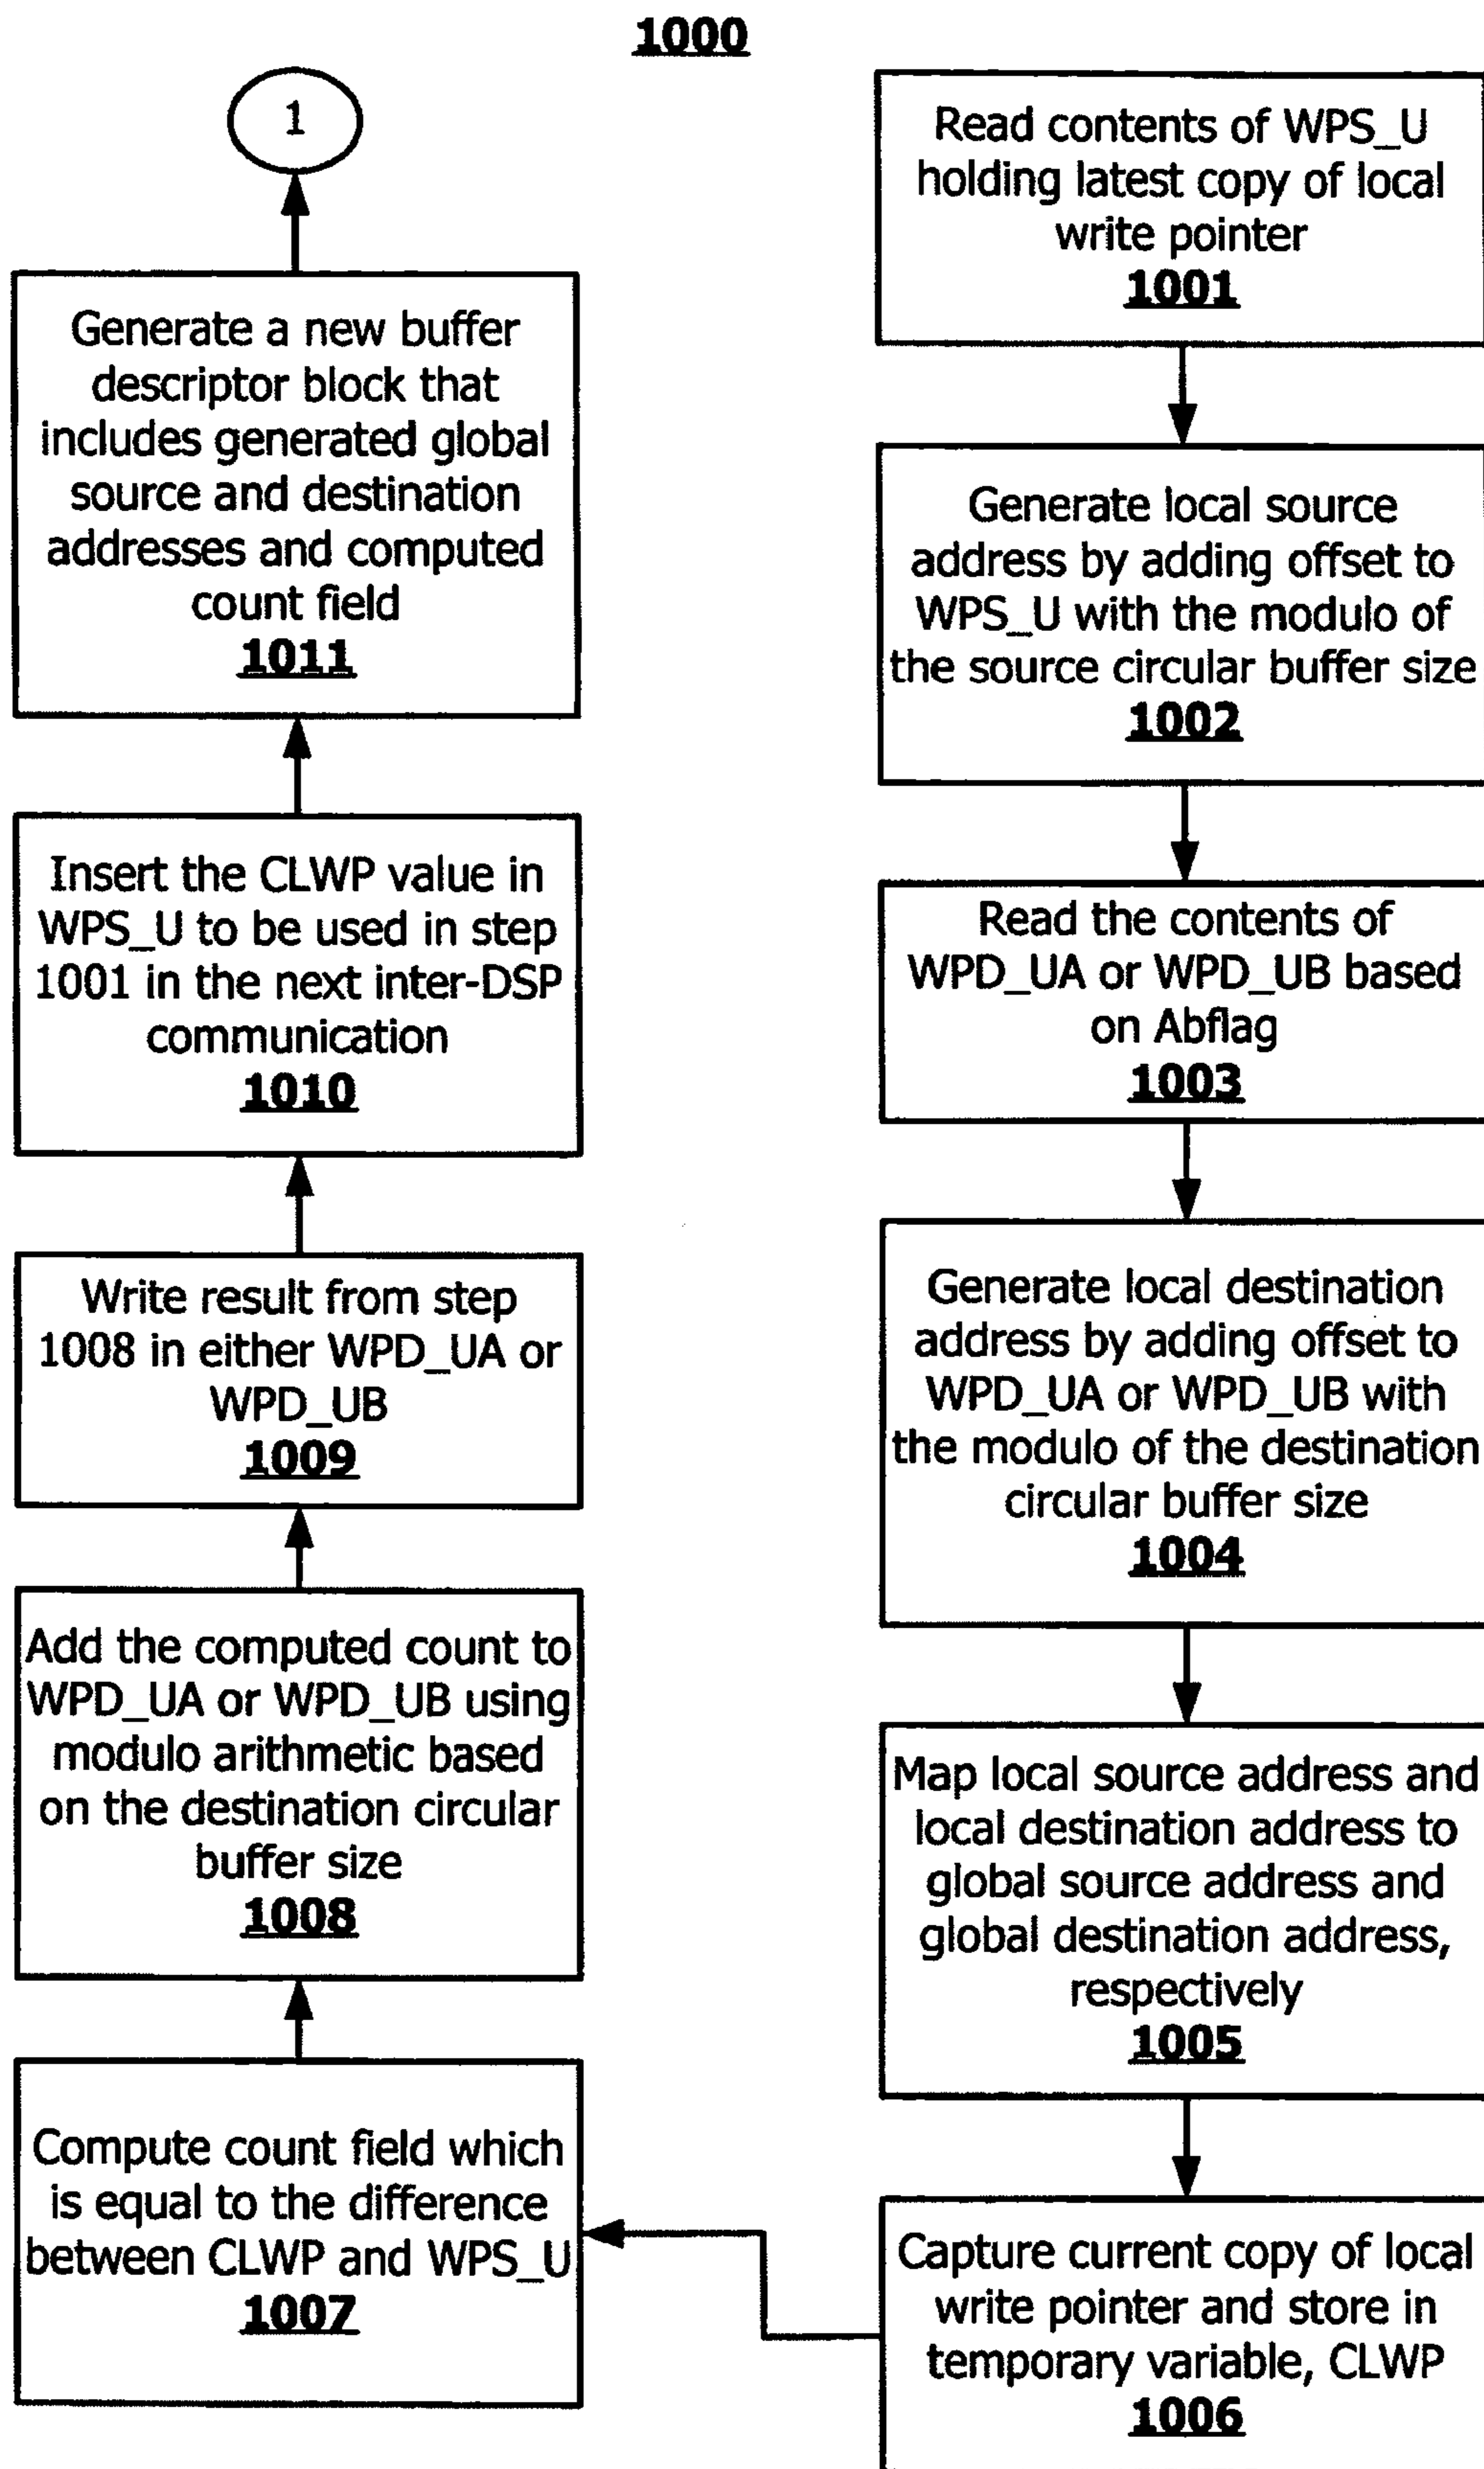 1000
Read contents of WPS_U
holding latest copy of local
write pointer
1001
Generate local source
address by adding offset to
WPS_U with the modulo of
the source circular buffer size
1002
Read the contents of
WPD_UA or WPD_UB based
on Abflag
1003
Generate local destination
address by adding offset to
WPD_UA or WPD_UB with
the modulo of the destination
circular buffer size
1004
Map local source address and
local destination address to
global source address and
global destination address,
respectively
1005
Capture current copy of local
write pointer and store in
temporary variable, CLWP
1006
Compute count field which
is equal to the difference
between CLWP and WPS_U
1007
Add the computed count to
WPD_UA or WPD_UB using
modulo arithmetic based
on the destination circular
buffer size
1008
Write result from step
1008 in either WPD_UA or
WPD_UB
1009
Insert the CLWP value in
WPS_U to be used in step
1001 in the next inter-DSP
communication
1010
Generate a new buffer
descriptor block that
includes generated global
source and destination
addresses and computed
count field
1011
1